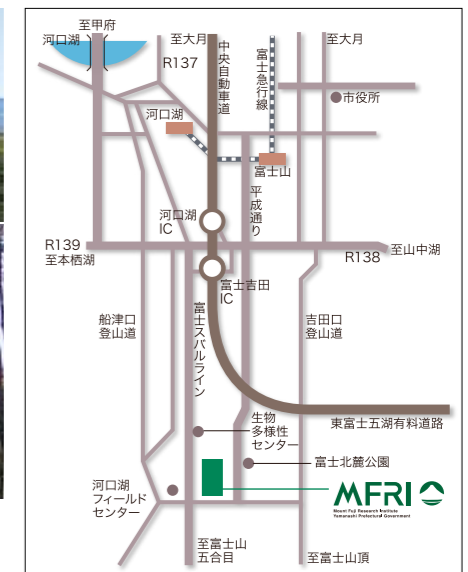 至甲府
河口湖
至大月
至大月
R137
中央自動車道
富士急行線
市役所
河口湖
富士山
平成通り
河口湖
IC
R139
至本栖湖
R138
至山中湖
富士吉田
IC
船津口
登山道
富士スバルライン
吉田口
登山道
東富士五湖有料道路
生物
多様性
センター
富士北麓公園
河口湖
フィールド
センター
MFRI
Mount Fuji Research Institute
Yamanashi Prefectural Government
至富士山
五合目
至富士山頂